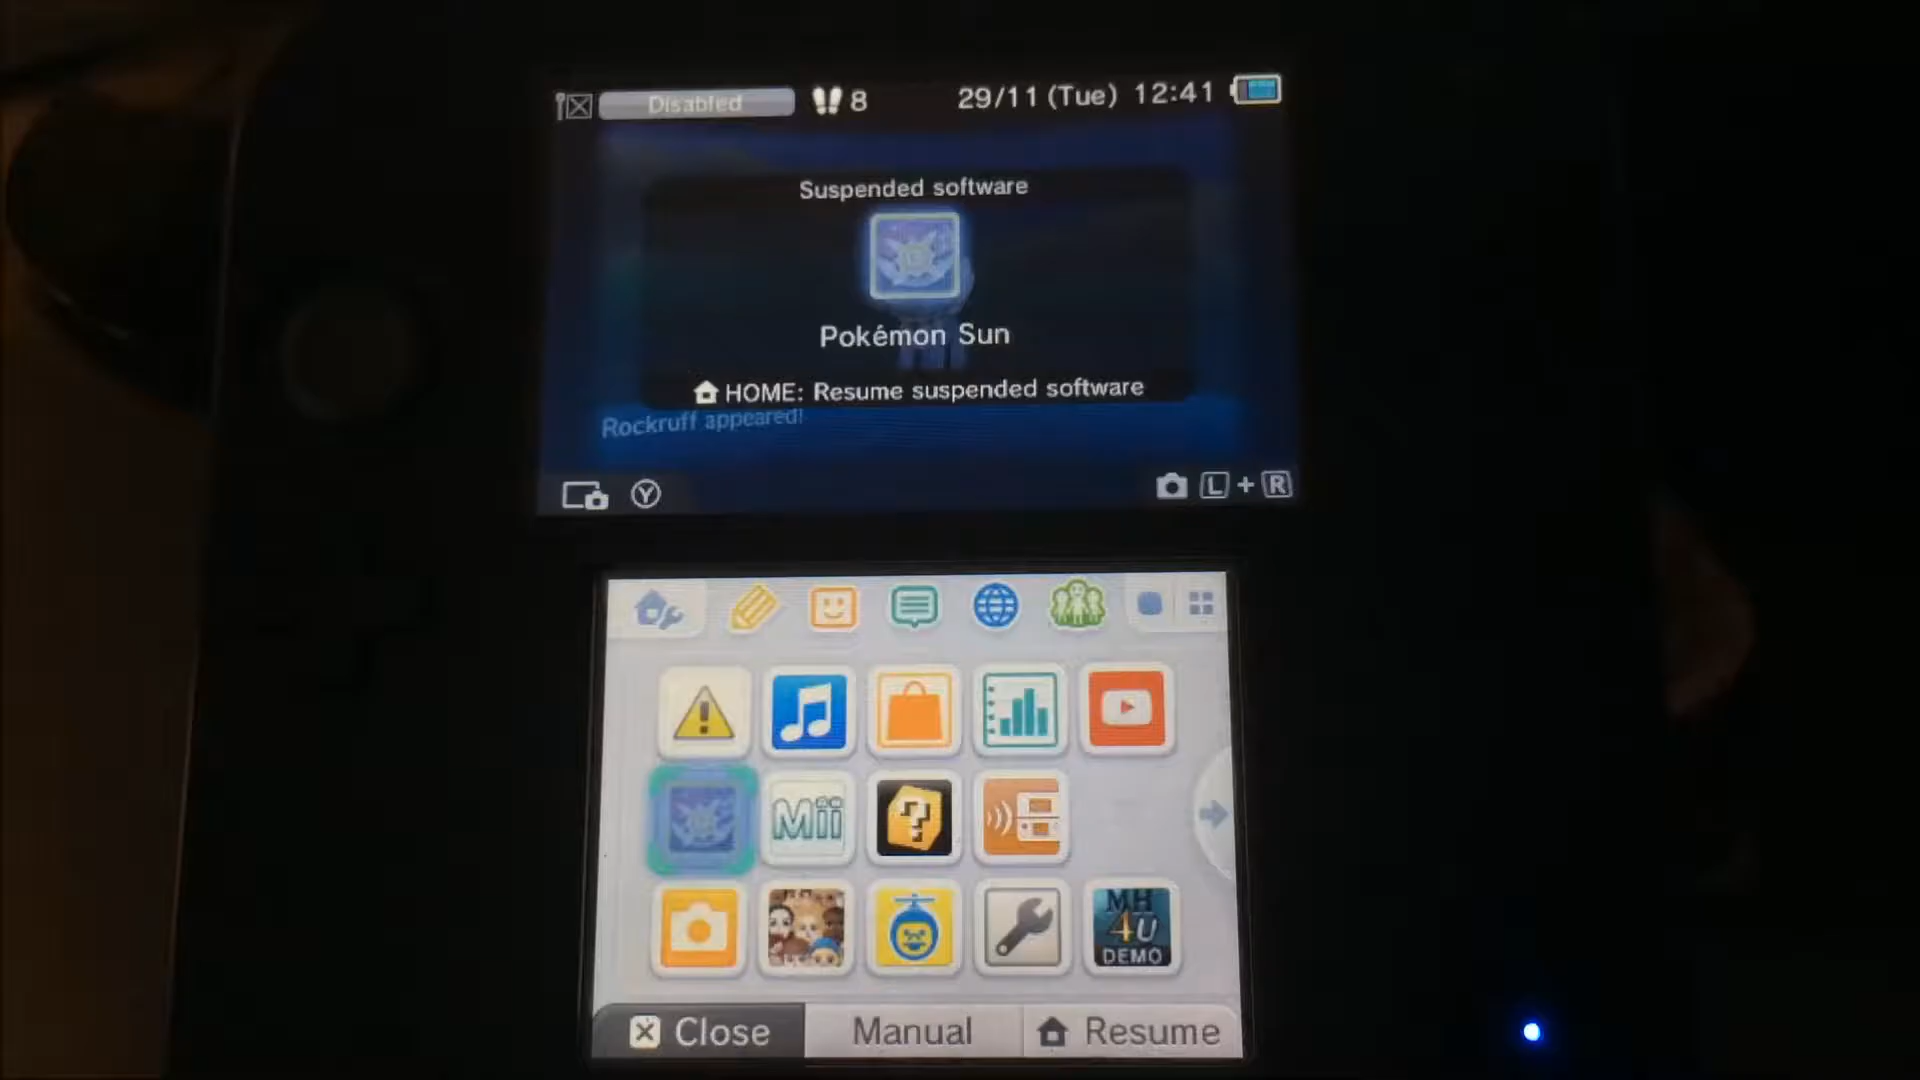 Disabled 8 29/11 (Tue) 12:41
Suspended software
Pokémon Sun
HOME: Resume suspended software
Rockruff appeared!
Y L + R
Mii ?
MH
4U
DEMO
X Close Manual Resume